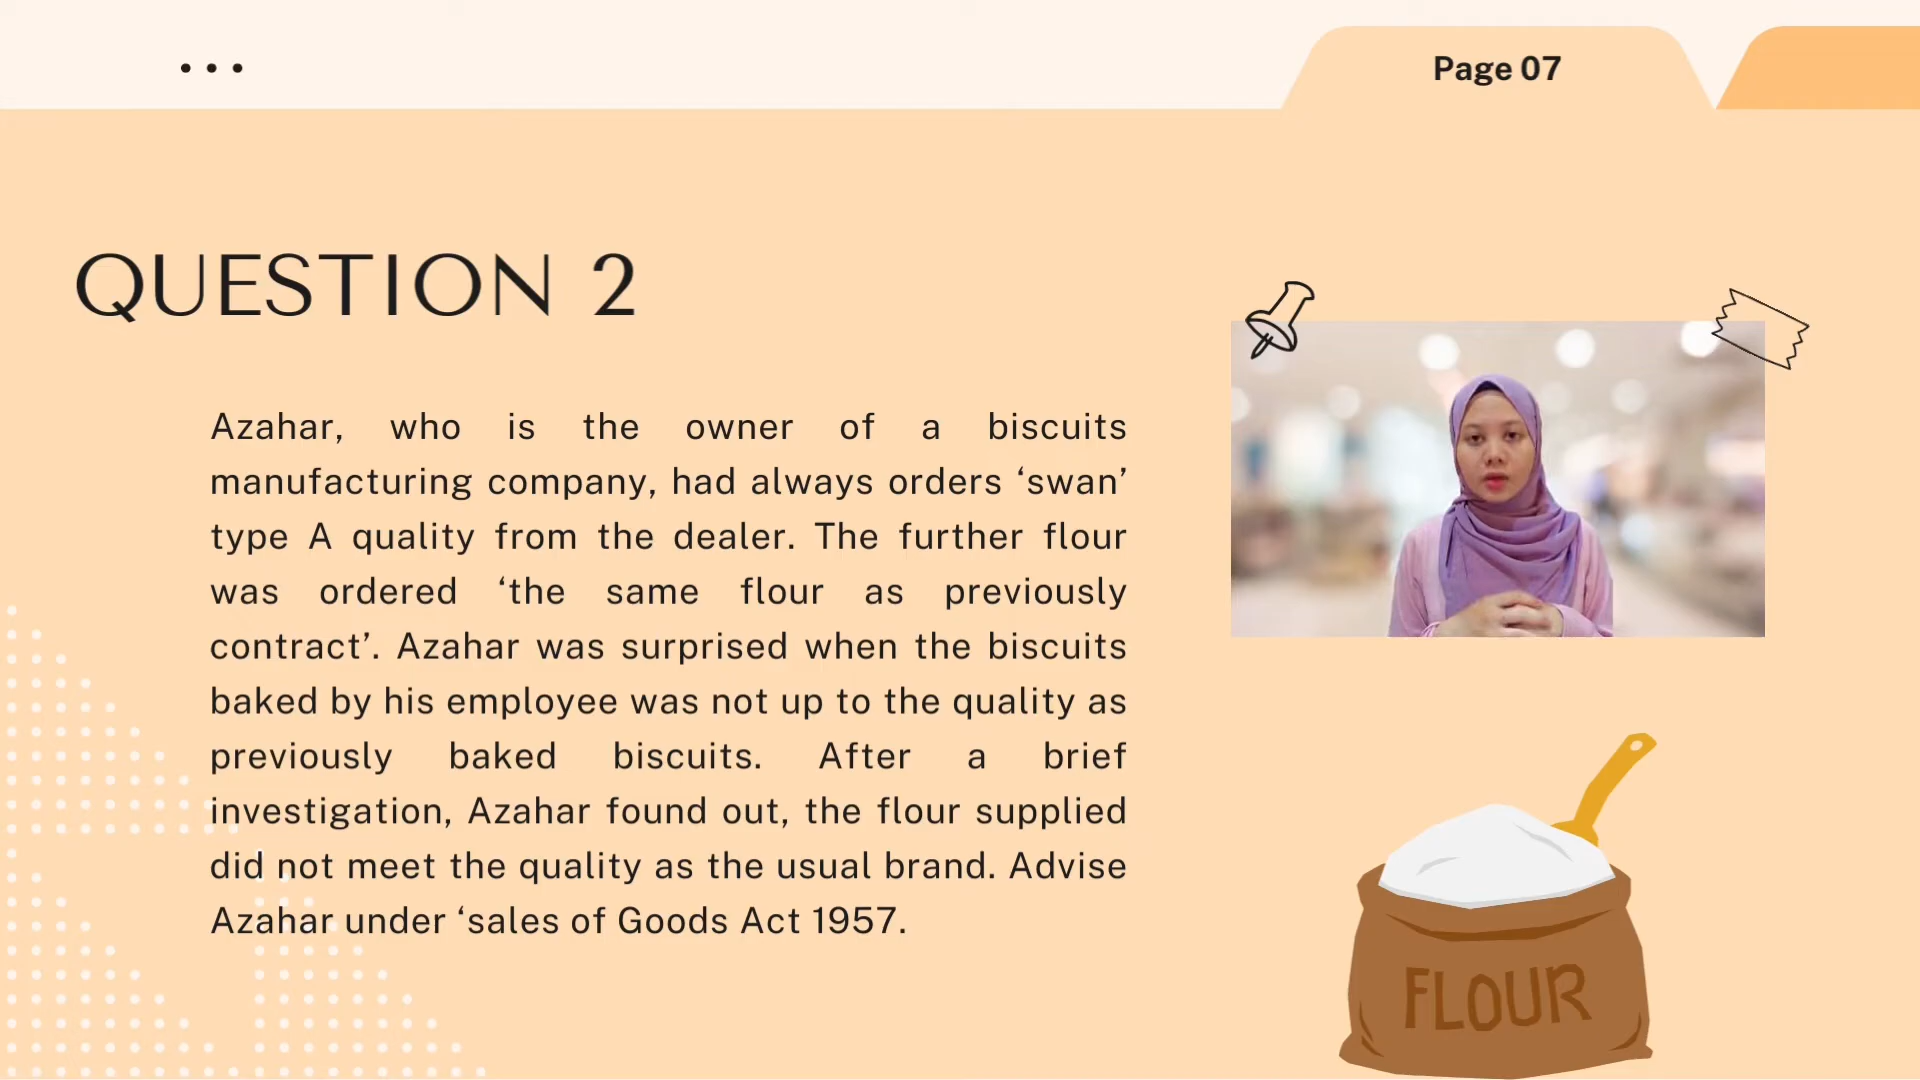 Page 07
QUESTION 2
Azahar, who is the owner of a biscuits
manufacturing company, had always orders ‘swan’
type A quality from the dealer. The further flour
was ordered ‘the same flour as previously
contract’. Azahar was surprised when the biscuits
baked by his employee was not up to the quality as
previously baked biscuits. After a brief
investigation, Azahar found out, the flour supplied
did not meet the quality as the usual brand. Advise
Azahar under ‘sales of Goods Act 1957.
FLOUR